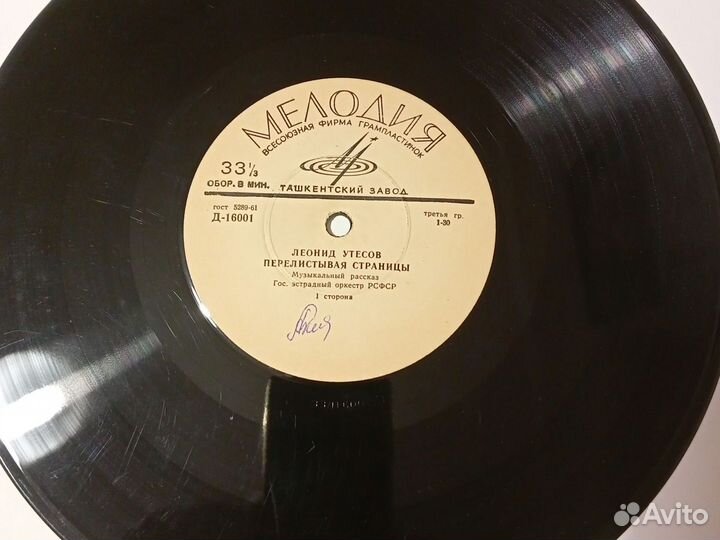 МЕЛОДИЯ
ВСЕСОЮЗНАЯ ФИРМА ГРАМПЛАСТИНОК
33 1/3
ОБОР. В МИН. ТАШКЕНТСКИЙ ЗАВОД
гост 5289-61 третья гр.
Д-16001 1-30
ЛЕОНИД УТЕСОВ
ПЕРЕЛИСТЫВАЯ СТРАНИЦЫ
Музыкальный рассказ
Гос. эстрадный оркестр РСФСР
1 сторона
Avito